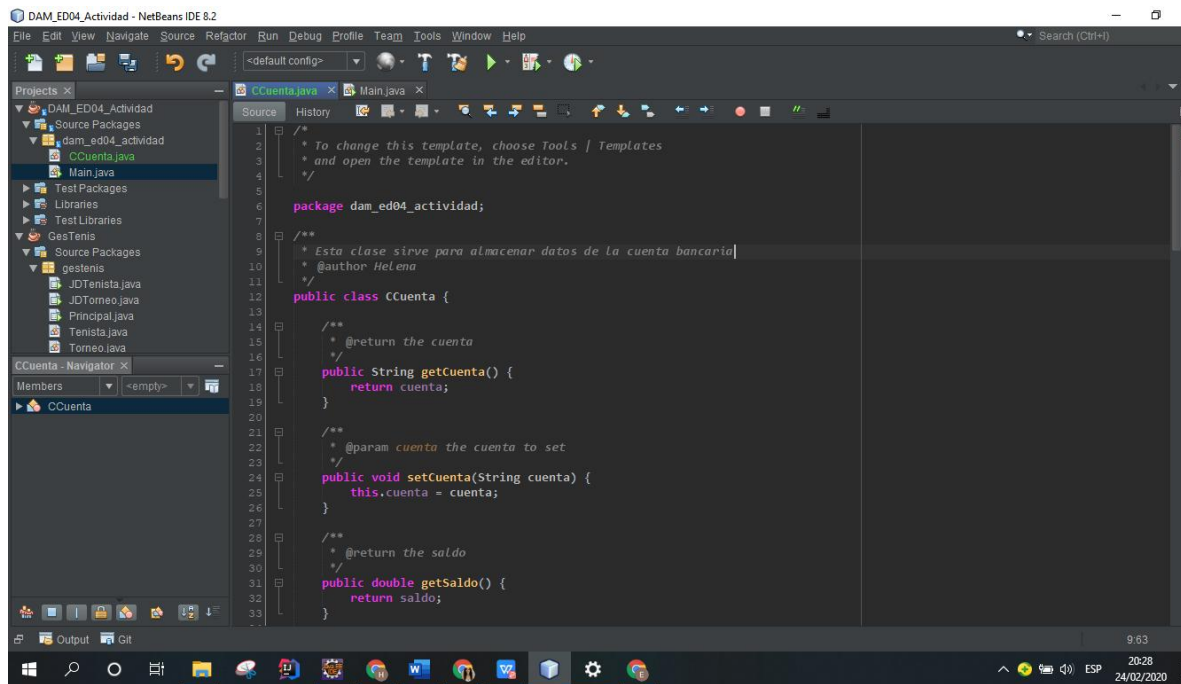 DAM_ED04_Actividad - NetBeans IDE 8.2
File Edit View Navigate Source Refactor Run Debug Profile Team Tools Window Help
Search (Ctrl+I)
<default config>
Projects
DAM_ED04_Actividad
Source Packages
dam_ed04_actividad
CCuenta.java
Main.java
Test Packages
Libraries
Test Libraries
GesTenis
Source Packages
gestenis
JDTenista.java
JDTorneo.java
Principal.java
Tenista.java
Torneo.java
CCuenta - Navigator
Members <empty>
CCuenta
CCuenta.java Main.java
Source History
1 /*
2 * To change this template, choose Tools | Templates
3 * and open the template in the editor.
4 */
5
6 package dam_ed04_actividad;
7
8 /**
9 * Esta clase sirve para almacenar datos de la cuenta bancaria
10 * @author Helena
11 */
12 public class CCuenta {
13
14 /**
15 * @return the cuenta
16 */
17 public String getCuenta() {
18 return cuenta;
19 }
20
21 /**
22 * @param cuenta the cuenta to set
23 */
24 public void setCuenta(String cuenta) {
25 this.cuenta = cuenta;
26 }
27
28 /**
29 * @return the saldo
30 */
31 public double getSaldo() {
32 return saldo;
33 }
Output Git
9:63
ESP
20:28
24/02/2020